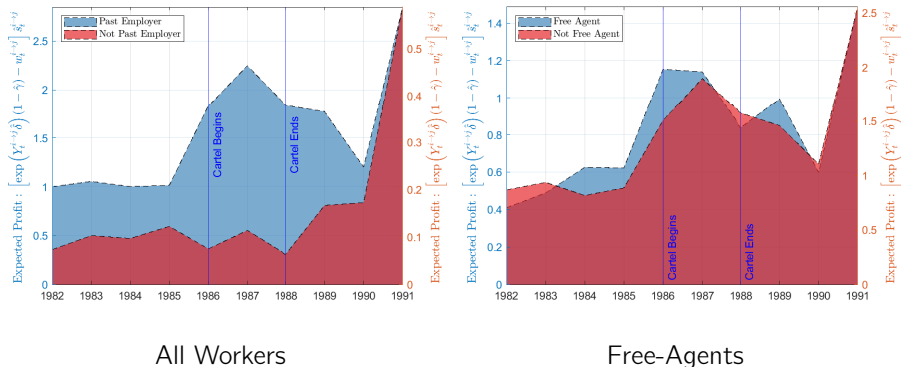 Past Employer
Not Past Employer
Expected Profit : [exp (Y_t^{i→j} δ̂) (1 − γ̂) − w_t^{i→j}] ŝ_t^{i→j}
2.5
2
1.5
1
0.5
0
Cartel Begins
Cartel Ends
0.5
0.4
0.3
0.2
0.1
0
Expected Profit : [exp (Y_t^{i→j} δ̂) (1 − γ̂) − w_t^{i→j}] ŝ_t^{i→j}
1982 1983 1984 1985 1986 1987 1988 1989 1990 1991
All Workers
Free Agent
Not Free Agent
Expected Profit : [exp (Y_t^{i→j} δ̂) (1 − γ̂) − w_t^{i→j}] ŝ_t^{i→j}
1.4
1.2
1
0.8
0.6
0.4
0.2
0
Cartel Begins
Cartel Ends
2.5
2
1.5
1
0.5
0
Expected Profit : [exp (Y_t^{i→j} δ̂) (1 − γ̂) − w_t^{i→j}] ŝ_t^{i→j}
1982 1983 1984 1985 1986 1987 1988 1989 1990 1991
Free-Agents